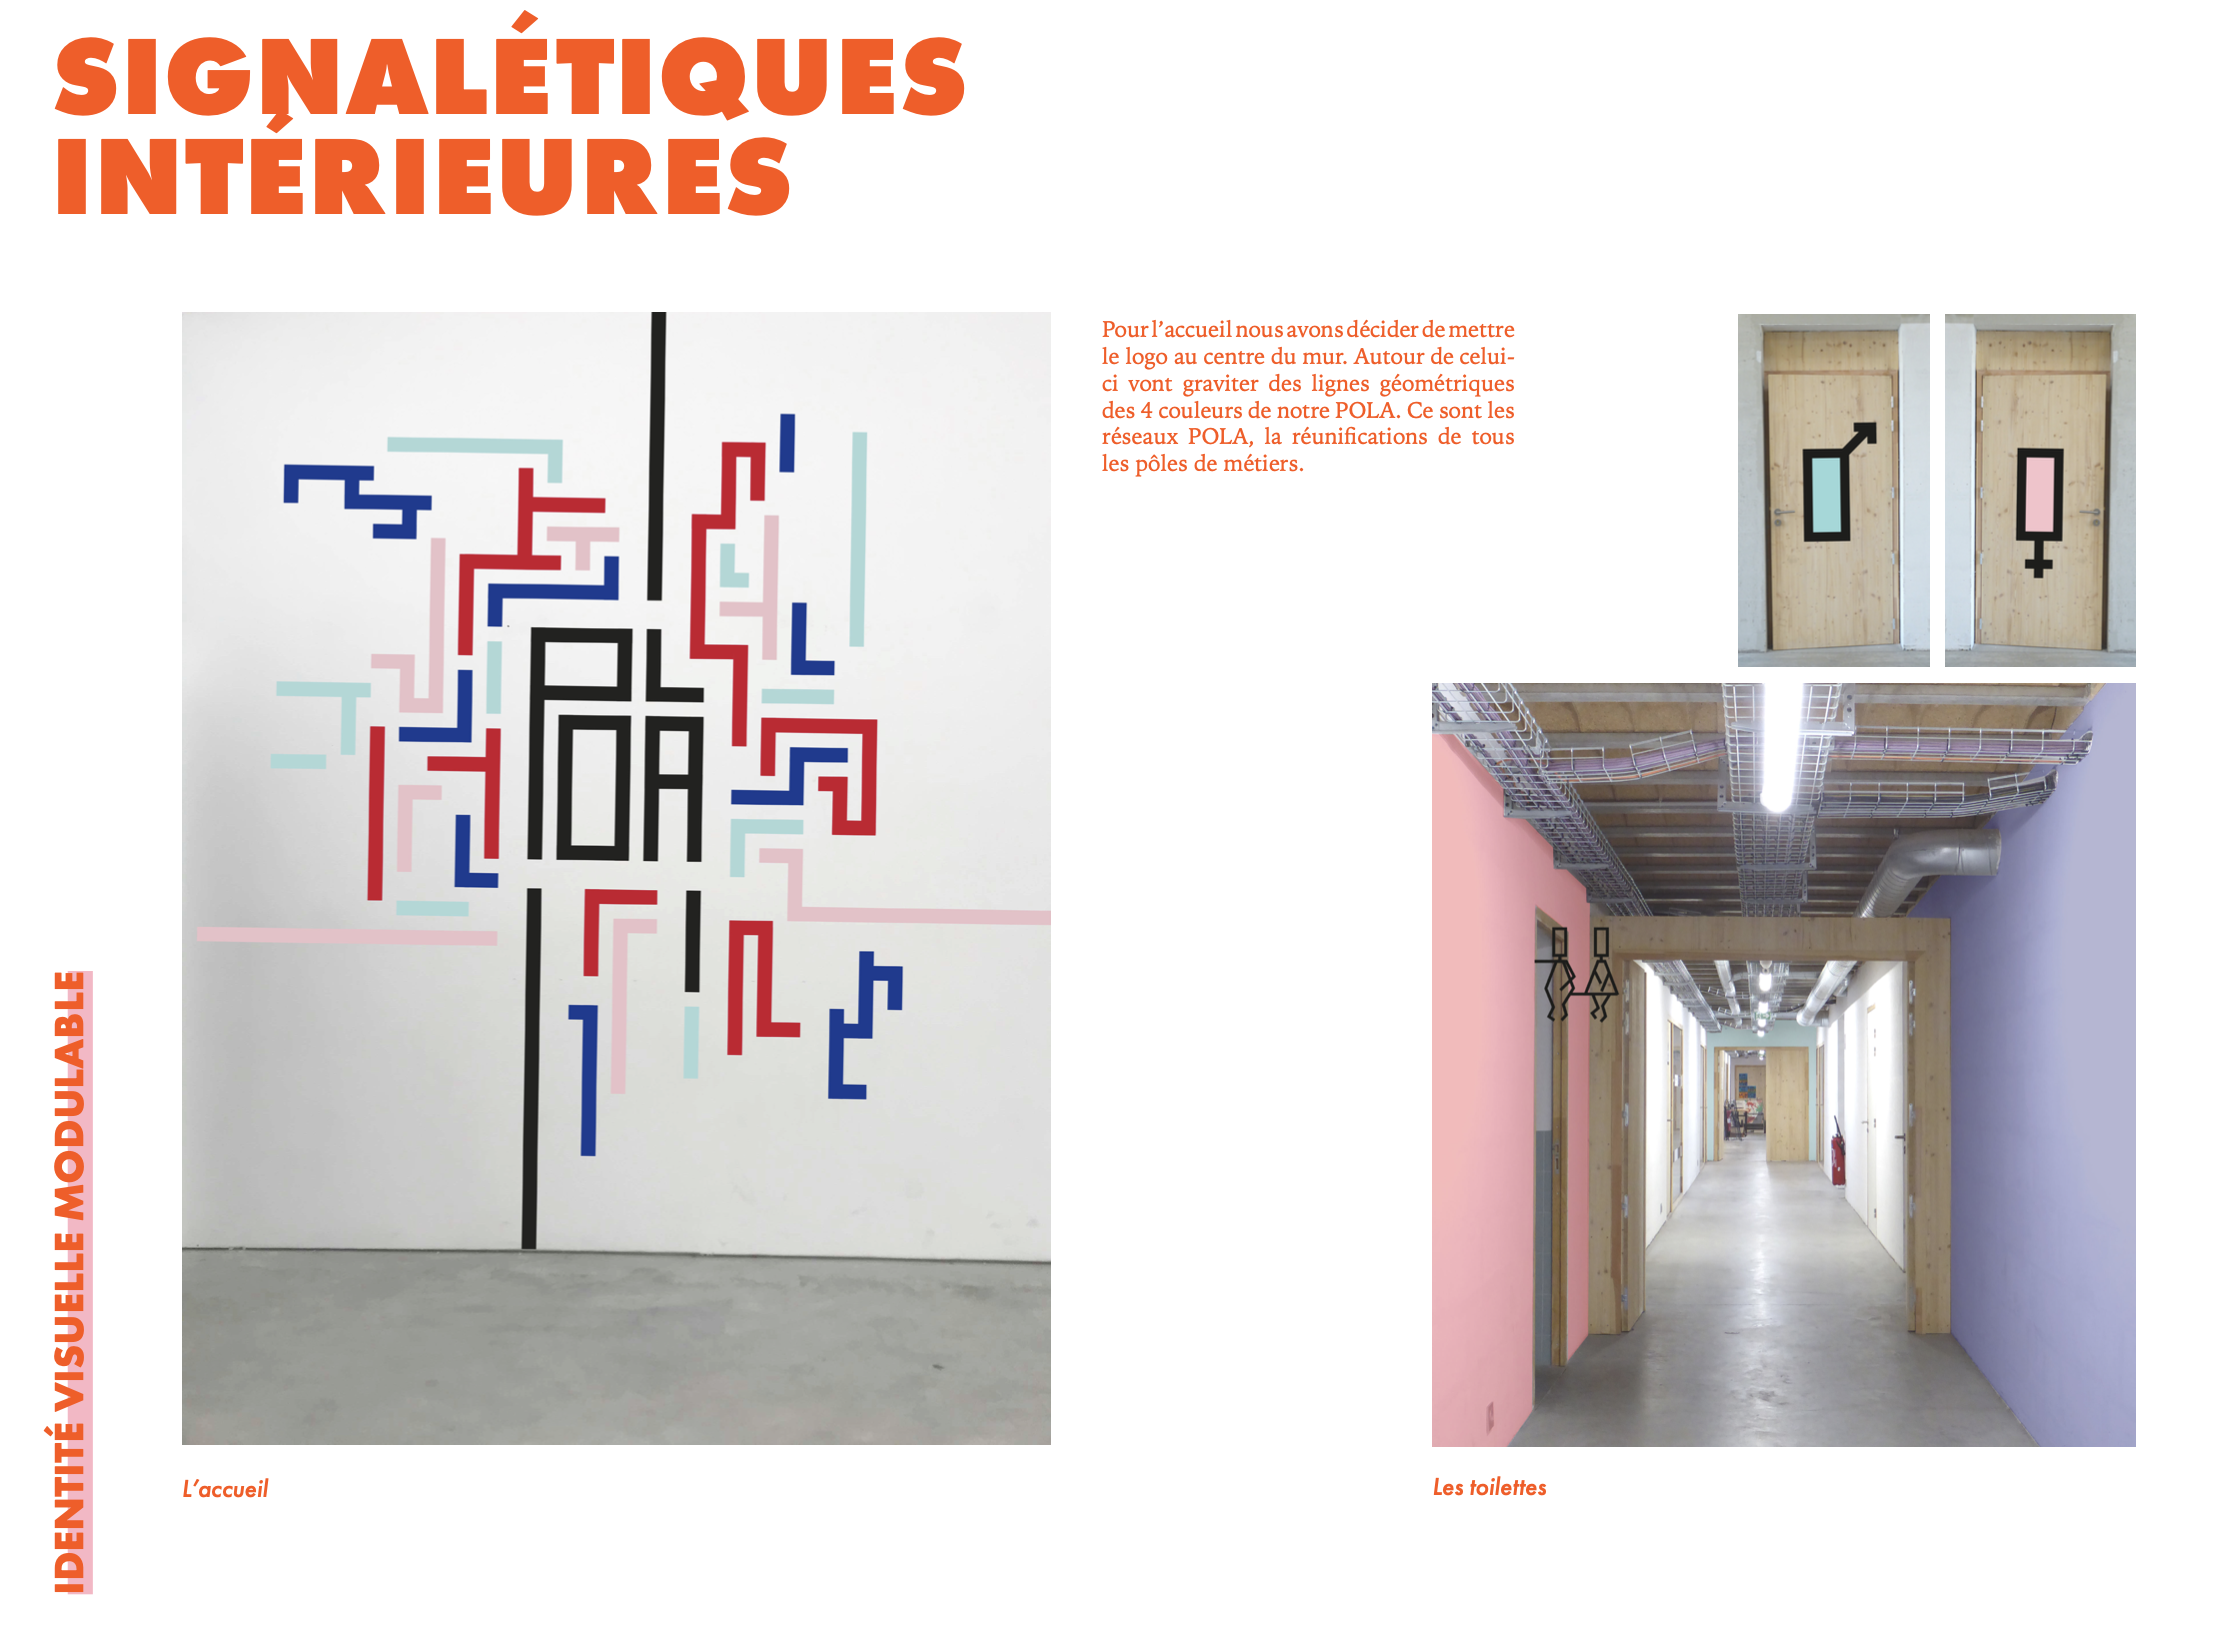 SIGNALÉTIQUES
INTÉRIEURES
PL
OA
Pour l’accueil nous avons décider de mettre
le logo au centre du mur. Autour de celui-
ci vont graviter des lignes géométriques
des 4 couleurs de notre POLA. Ce sont les
réseaux POLA, la réunifications de tous
les pôles de métiers.
IDENTITÉ VISUELLE MODULABLE
L’accueil
Les toilettes